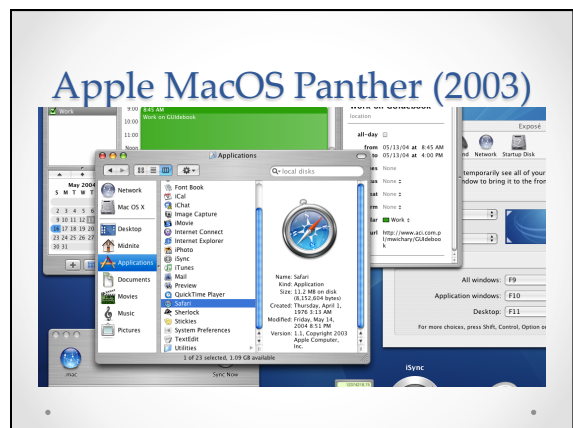 Apple MacOS Panther (2003)
Work
9:00
8:45 AM
Work on GUIdebook
10:00
11:00
Noon
May 2004
S M T W T
2 3 4 5 6
9 10 11 12 13
16 17 18 19 20
23 24 25 26 27
30 31
Applications
local disks
Network
Mac OS X
Desktop
Midnite
Applications
Documents
Movies
Music
Pictures
Font Book
iCal
iChat
Image Capture
iMovie
Internet Connect
Internet Explorer
iPhoto
iSync
iTunes
Mail
Preview
QuickTime Player
Safari
Sherlock
Stickies
System Preferences
TextEdit
Utilities
Name: Safari
Kind: Application
Size: 11.2 MB on disk
(8,152,604 bytes)
Created: Thursday, April 1,
1976 3:13 AM
Modified: Friday, May 14,
2004 8:51 PM
Version: 1.1, Copyright 2003
Apple Computer,
Inc.
1 of 23 selected, 1.09 GB available
work on GUIdebook
location
all-day
from 05/13/04 at 8:45 AM
to 05/13/04 at 4:00 PM
None
None
None
Work
url http://www.aci.com.p
l/mwichary/GUIdeboo
k
Exposé
Network Startup Disk
temporarily see all of your
ndow to bring it to the fron
All windows: F9
Application windows: F10
Desktop: F11
For more choices, press Shift, Control, Option o
.mac
Sync Now
iSync